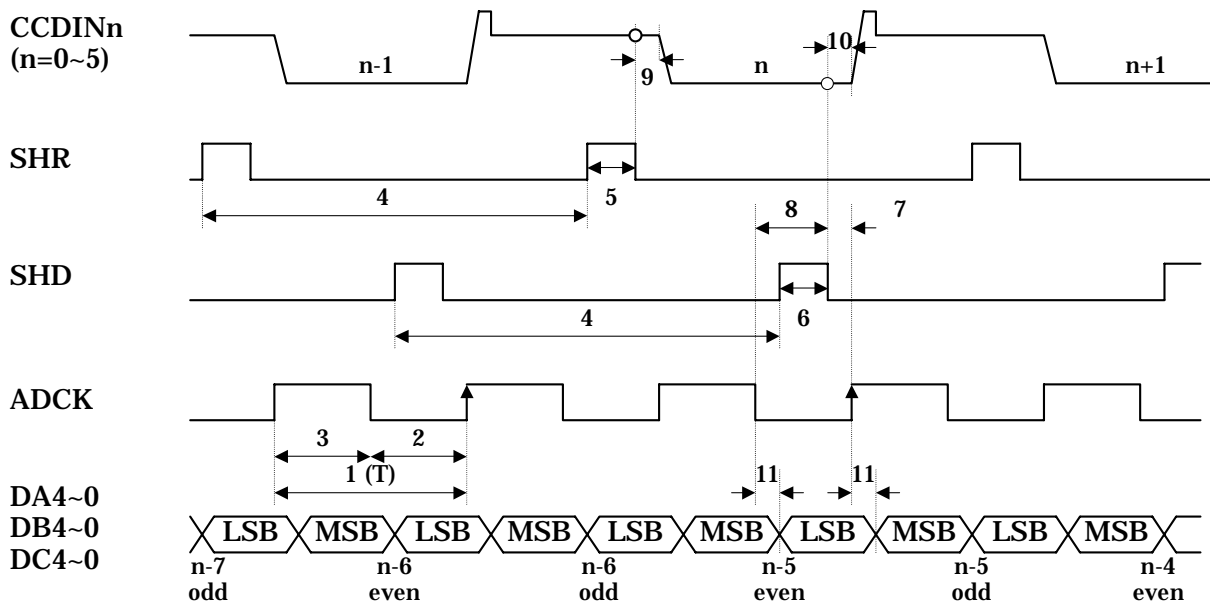 CCDINn
(n=0~5)
n-1
9
n
10
n+1
SHR
4
5
8
7
SHD
4
6
ADCK
3
2
1 (T)
11
11
DA4~0
DB4~0
DC4~0
LSB MSB LSB MSB LSB MSB LSB MSB LSB MSB
n-7 n-6 n-6 n-5 n-5 n-4
odd even odd even odd even